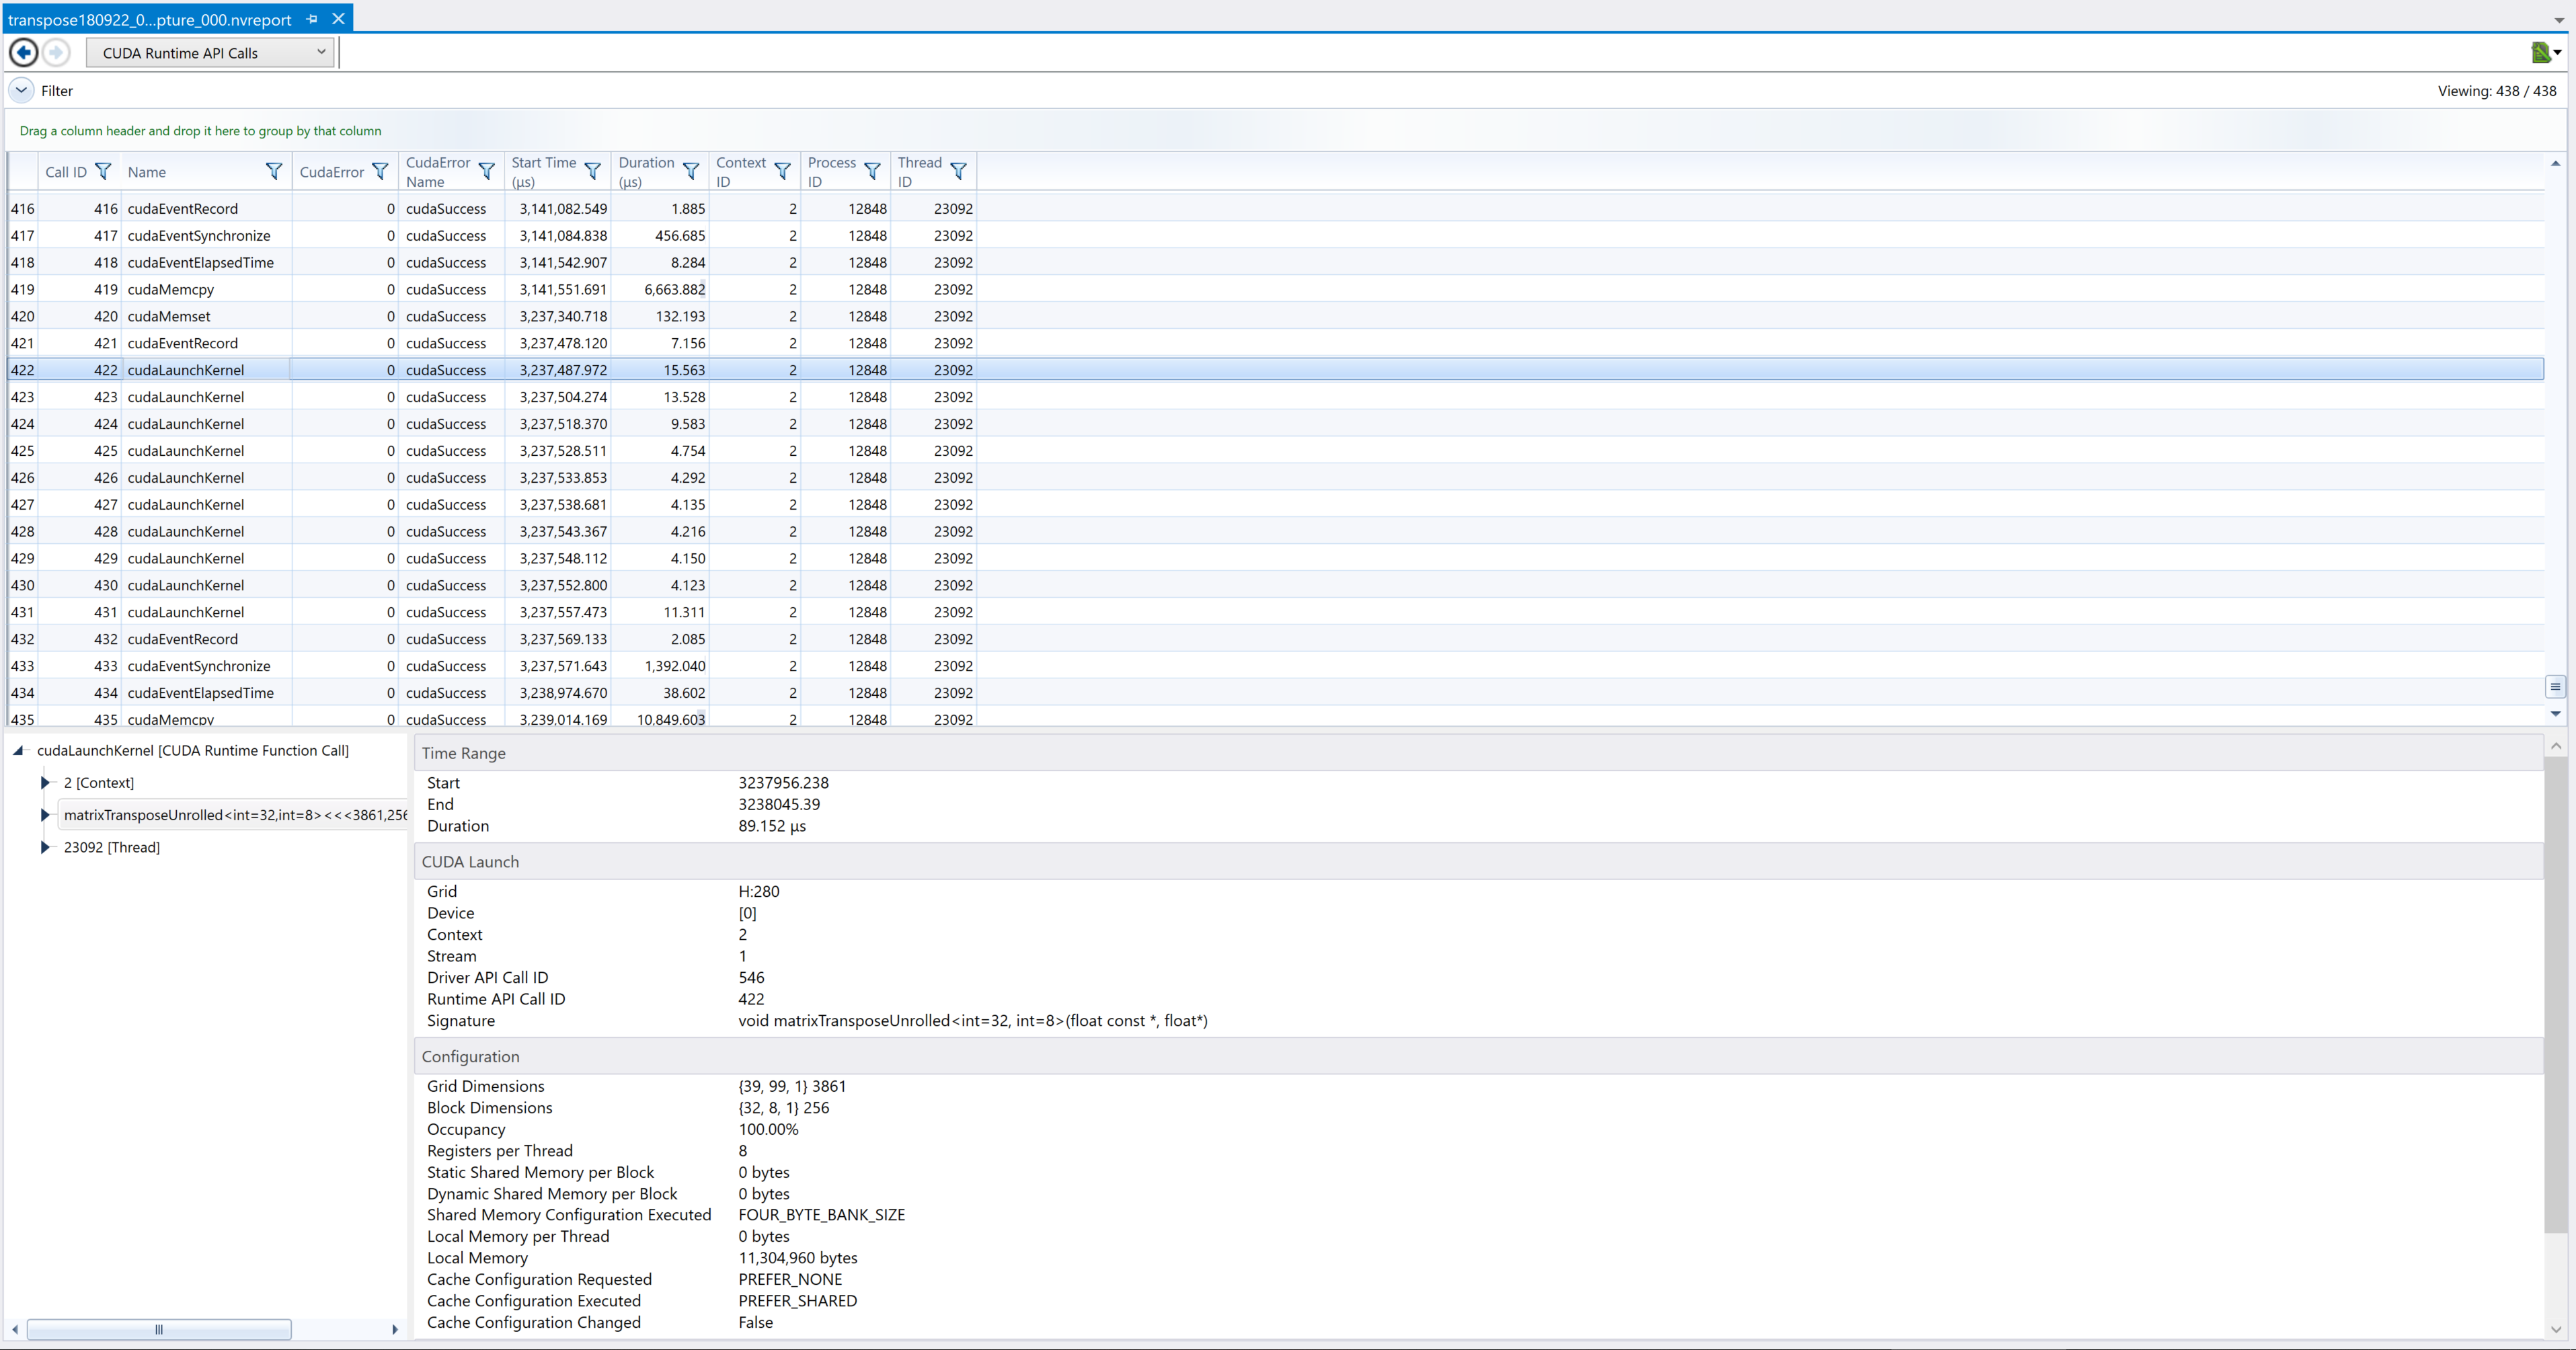 transpose180922_0...pture_000.nvreport
CUDA Runtime API Calls
Filter
Viewing: 438 / 438
Drag a column header and drop it here to group by that column
Call ID Name CudaError CudaError Name Start Time (µs) Duration (µs) Context ID Process ID Thread ID
416 416 cudaEventRecord 0 cudaSuccess 3,141,082.549 1.885 2 12848 23092
417 417 cudaEventSynchronize 0 cudaSuccess 3,141,084.838 456.685 2 12848 23092
418 418 cudaEventElapsedTime 0 cudaSuccess 3,141,542.907 8.284 2 12848 23092
419 419 cudaMemcpy 0 cudaSuccess 3,141,551.691 6,663.882 2 12848 23092
420 420 cudaMemset 0 cudaSuccess 3,237,340.718 132.193 2 12848 23092
421 421 cudaEventRecord 0 cudaSuccess 3,237,478.120 7.156 2 12848 23092
422 422 cudaLaunchKernel 0 cudaSuccess 3,237,487.972 15.563 2 12848 23092
423 423 cudaLaunchKernel 0 cudaSuccess 3,237,504.274 13.528 2 12848 23092
424 424 cudaLaunchKernel 0 cudaSuccess 3,237,518.370 9.583 2 12848 23092
425 425 cudaLaunchKernel 0 cudaSuccess 3,237,528.511 4.754 2 12848 23092
426 426 cudaLaunchKernel 0 cudaSuccess 3,237,533.853 4.292 2 12848 23092
427 427 cudaLaunchKernel 0 cudaSuccess 3,237,538.681 4.135 2 12848 23092
428 428 cudaLaunchKernel 0 cudaSuccess 3,237,543.367 4.216 2 12848 23092
429 429 cudaLaunchKernel 0 cudaSuccess 3,237,548.112 4.150 2 12848 23092
430 430 cudaLaunchKernel 0 cudaSuccess 3,237,552.800 4.123 2 12848 23092
431 431 cudaLaunchKernel 0 cudaSuccess 3,237,557.473 11.311 2 12848 23092
432 432 cudaEventRecord 0 cudaSuccess 3,237,569.133 2.085 2 12848 23092
433 433 cudaEventSynchronize 0 cudaSuccess 3,237,571.643 1,392.040 2 12848 23092
434 434 cudaEventElapsedTime 0 cudaSuccess 3,238,974.670 38.602 2 12848 23092
435 435 cudaMemcpy 0 cudaSuccess 3,239,014.169 10,849.603 2 12848 23092
cudaLaunchKernel [CUDA Runtime Function Call]
2 [Context]
matrixTransposeUnrolled<int=32,int=8><<<3861,256
23092 [Thread]
Time Range
Start 3237956.238
End 3238045.39
Duration 89.152 µs
CUDA Launch
Grid H:280
Device [0]
Context 2
Stream 1
Driver API Call ID 546
Runtime API Call ID 422
Signature void matrixTransposeUnrolled<int=32, int=8>(float const *, float*)
Configuration
Grid Dimensions {39, 99, 1} 3861
Block Dimensions {32, 8, 1} 256
Occupancy 100.00%
Registers per Thread 8
Static Shared Memory per Block 0 bytes
Dynamic Shared Memory per Block 0 bytes
Shared Memory Configuration Executed FOUR_BYTE_BANK_SIZE
Local Memory per Thread 0 bytes
Local Memory 11,304,960 bytes
Cache Configuration Requested PREFER_NONE
Cache Configuration Executed PREFER_SHARED
Cache Configuration Changed False